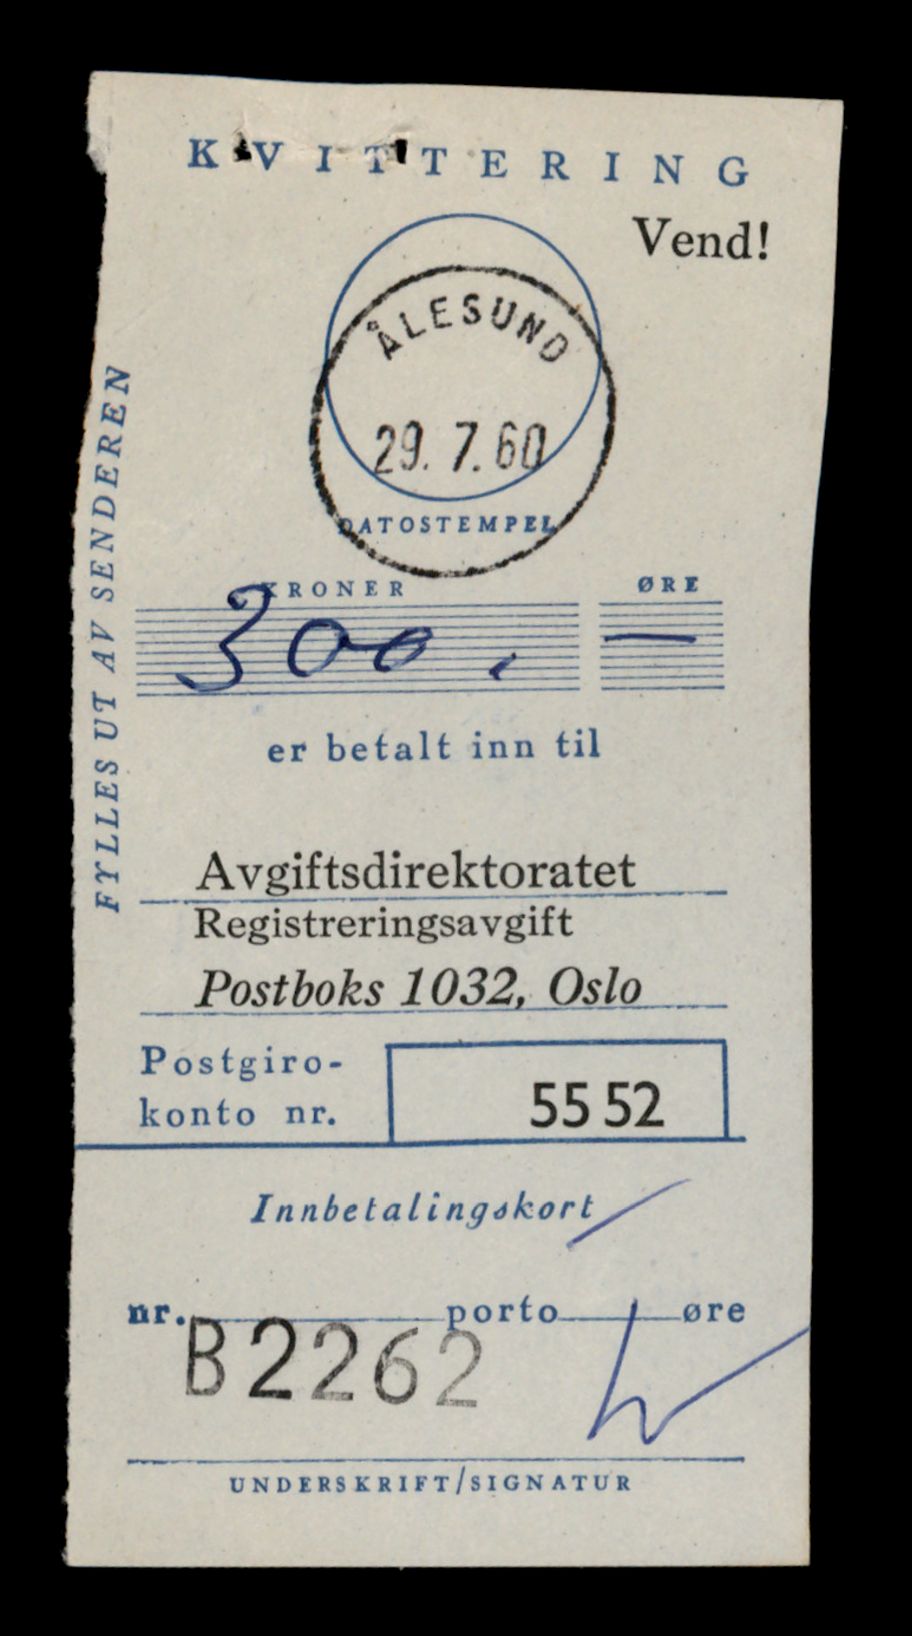 KVITTERING
Vend!
ÅLESUND
29. 7. 60
DATOSTEMPEL
FYLLES UT AV SENDEREN
KRONER ØRE
300, —
er betalt inn til
Avgiftsdirektoratet
Registreringsavgift
Postboks 1032, Oslo
Postgiro-
konto nr. 55 52
Innbetalingskort
nr. porto øre
B2262
UNDERSKRIFT/SIGNATUR